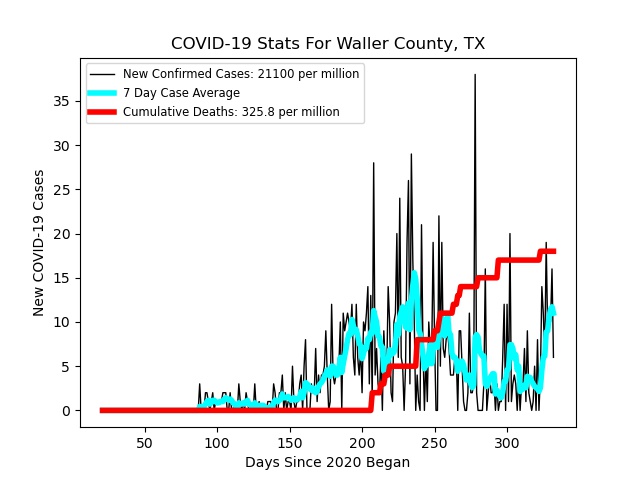 COVID-19 Stats For Waller County, TX
New Confirmed Cases: 21100 per million
7 Day Case Average
Cumulative Deaths: 325.8 per million
New COVID-19 Cases
35
30
25
20
15
10
5
0
50 100 150 200 250 300
Days Since 2020 Began